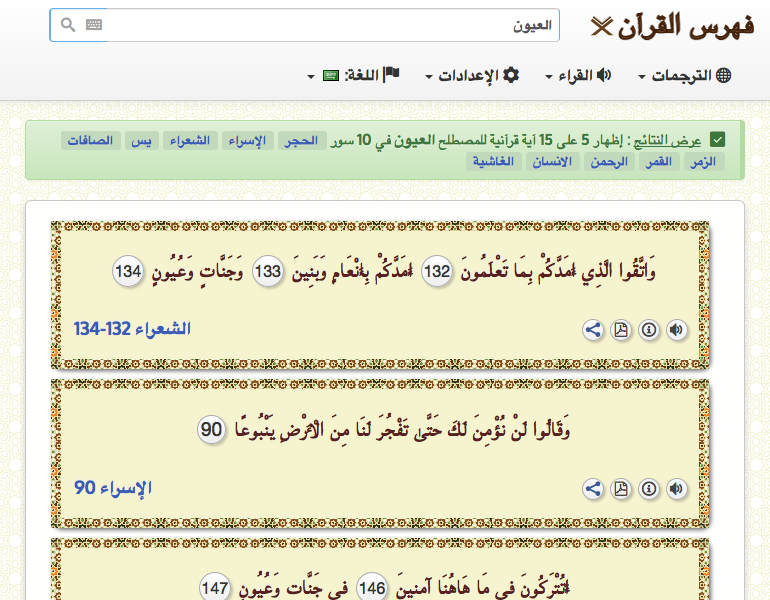 فهرس القرآن
العيون
الترجمات القراء الإعدادات اللغة:
عرض النتائج : إظهار 5 على 15 آية قرآنية للمصطلح العيون في 10 سور الحجر الإسراء الشعراء يس الصافات
الزمر القمر الرحمن الانسان الغاشية
وَاتَّقُوا الَّذِي أَمَدَّكُمْ بِمَا تَعْلَمُونَ 132 أَمَدَّكُمْ بِأَنْعَامٍ وَبَنِينَ 133 وَجَنَّاتٍ وَعُيُونٍ 134
الشعراء 132-134
وَقَالُوا لَنْ نُؤْمِنَ لَكَ حَتَّىٰ تَفْجُرَ لَنَا مِنَ الْأَرْضِ يَنْبُوعًا 90
الإسراء 90
أَتُتْرَكُونَ فِي مَا هَاهُنَا آمِنِينَ 146 فِي جَنَّاتٍ وَعُيُونٍ 147